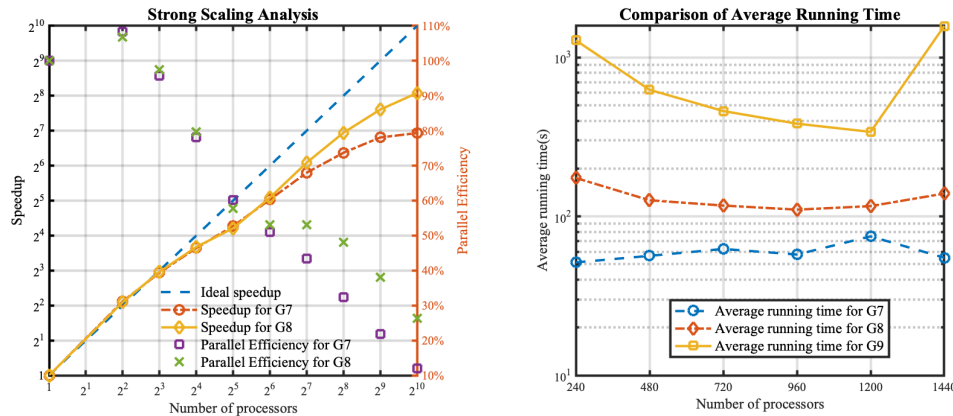 Strong Scaling Analysis
2^10
2^9
2^8
2^7
2^6
2^5
2^4
2^3
2^2
2^1
1
Speedup
110%
100%
90%
80%
70%
60%
50%
40%
30%
20%
10%
Parallel Efficiency
Ideal speedup
Speedup for G7
Speedup for G8
Parallel Efficiency for G7
Parallel Efficiency for G8
1 2^1 2^2 2^3 2^4 2^5 2^6 2^7 2^8 2^9 2^10
Number of processors
Comparison of Average Running Time
10^3
10^2
10^1
Average running time(s)
Average running time for G7
Average running time for G8
Average running time for G9
240 480 720 960 1200 1440
Number of processors